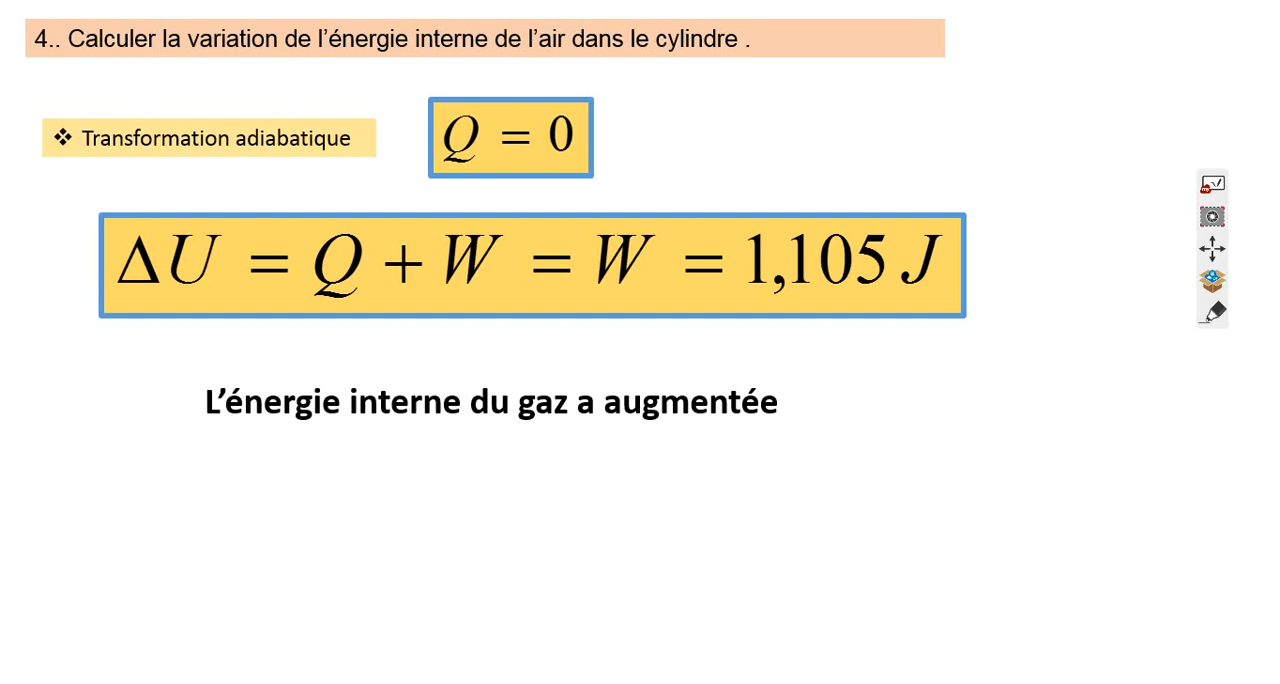 4.. Calculer la variation de l’énergie interne de l’air dans le cylindre .
❖ Transformation adiabatique
Q = 0
ΔU = Q + W = W = 1,105 J
L’énergie interne du gaz a augmentée